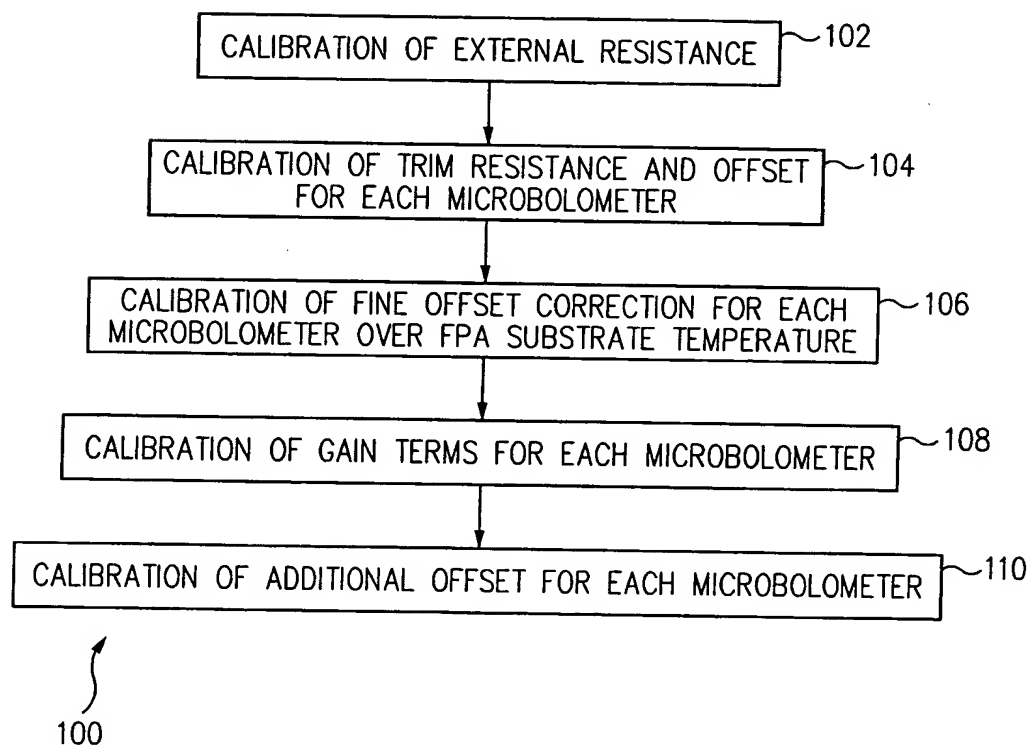 CALIBRATION OF EXTERNAL RESISTANCE
102
CALIBRATION OF TRIM RESISTANCE AND OFFSET
FOR EACH MICROBOLOMETER
104
CALIBRATION OF FINE OFFSET CORRECTION FOR EACH
MICROBOLOMETER OVER FPA SUBSTRATE TEMPERATURE
106
CALIBRATION OF GAIN TERMS FOR EACH MICROBOLOMETER
108
CALIBRATION OF ADDITIONAL OFFSET FOR EACH MICROBOLOMETER
110
100